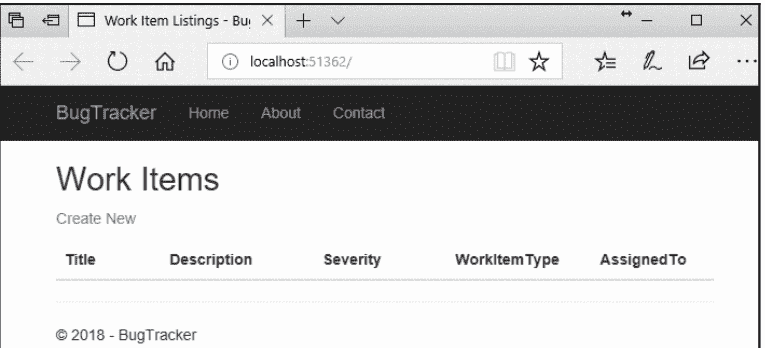 Work Item Listings - Bu
localhost:51362/
BugTracker Home About Contact
Work Items
Create New
Title Description Severity WorkItemType AssignedTo
© 2018 - BugTracker